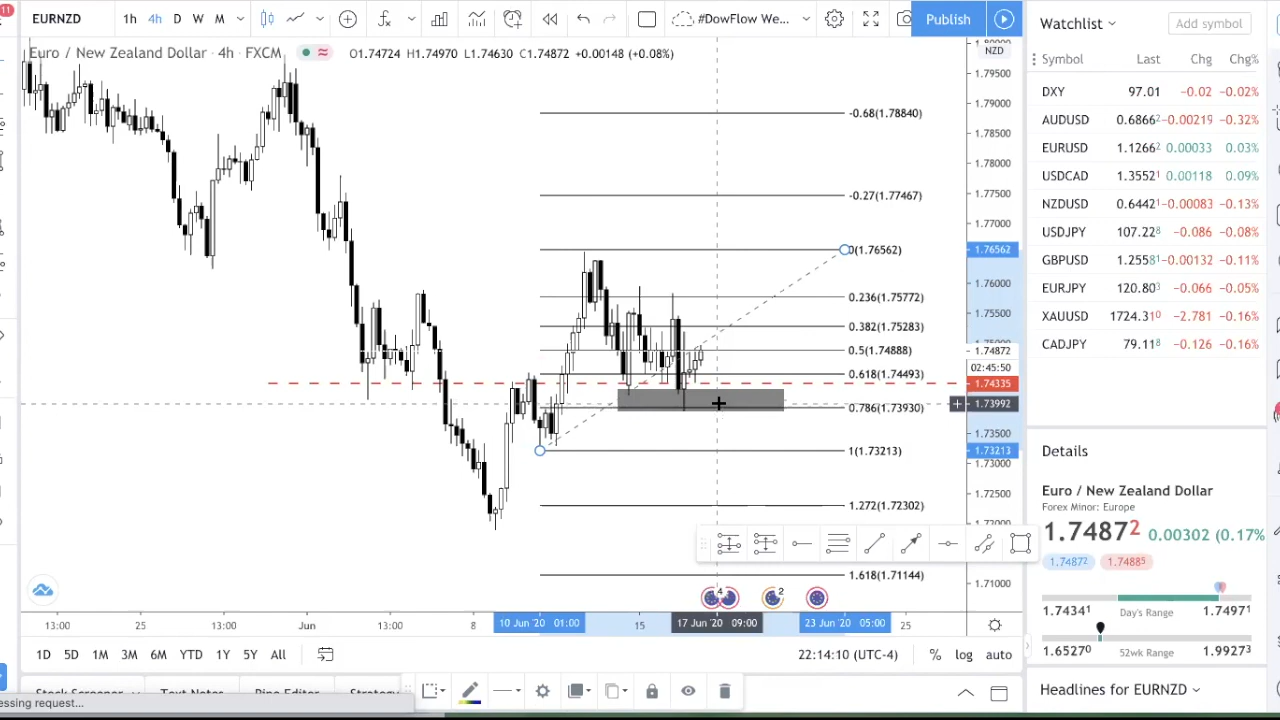 11
EURNZD 1h 4h D W M #DowFlow We... Publish
Euro / New Zealand Dollar · 4h · FXCM O1.74724 H1.74970 L1.74630 C1.74872 +0.00148 (+0.08%)
NZD
1.79500
1.79000
1.78500
1.78000
1.77500
1.77000
1.76562
1.76000
1.75500
1.74872
02:45:50
1.74335
1.73992
1.73500
1.73213
1.73000
1.72500
1.72000
1.71000
-0.68(1.78840)
-0.27(1.77467)
0(1.76562)
0.236(1.75772)
0.382(1.75283)
0.5(1.74888)
0.618(1.74493)
0.786(1.73930)
1(1.73213)
1.272(1.72302)
1.618(1.71144)
4 2
13:00 25 13:00 Jun 13:00 8 10 Jun '20 01:00 15 17 Jun '20 09:00 23 Jun '20 05:00 25
1D 5D 1M 3M 6M YTD 1Y 5Y All 22:14:10 (UTC-4) % log auto
Stock Screener Text Notes Pine Editor Strategy
essing request...
Watchlist Add symbol
Symbol Last Chg Chg%
DXY 97.01 −0.02 −0.02%
AUDUSD 0.68662 −0.00219 −0.32%
EURUSD 1.12662 0.00033 0.03%
USDCAD 1.35521 0.00118 0.09%
NZDUSD 0.64421 −0.00083 −0.13%
USDJPY 107.228 −0.086 −0.08%
GBPUSD 1.25581 −0.00132 −0.11%
EURJPY 120.803 −0.066 −0.05%
XAUUSD 1724.310 −2.781 −0.16%
CADJPY 79.118 −0.126 −0.16%
Details
Euro / New Zealand Dollar
Forex Minor: Europe
1.74872 0.00302 (0.17%
1.74872 1.74885
1.74341 Day's Range 1.74971
1.65270 52wk Range 1.99273
Headlines for EURNZD